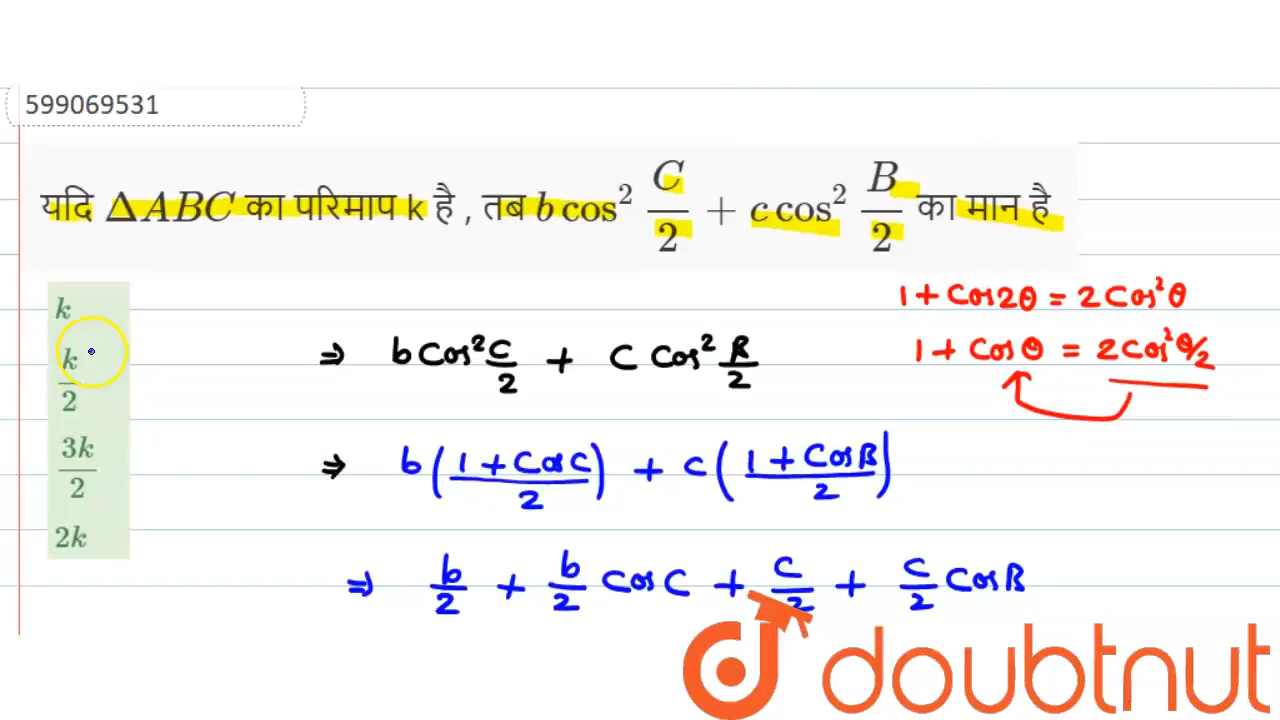 599069531
यदि ΔABC का परिमाप k है , तब b cos² C/2 + c cos² B/2 का मान है
k
k/2
3k/2
2k
1 + Cos2θ = 2Cos²θ
1 + Cosθ = 2Cos²θ/2
⇒ b Cos² C/2 + C Cos² B/2
⇒ b(1 + Cos C/2) + c(1 + Cos B/2)
⇒ b/2 + b/2 Cos C + C/2 + C/2 Cos B
doubtnut